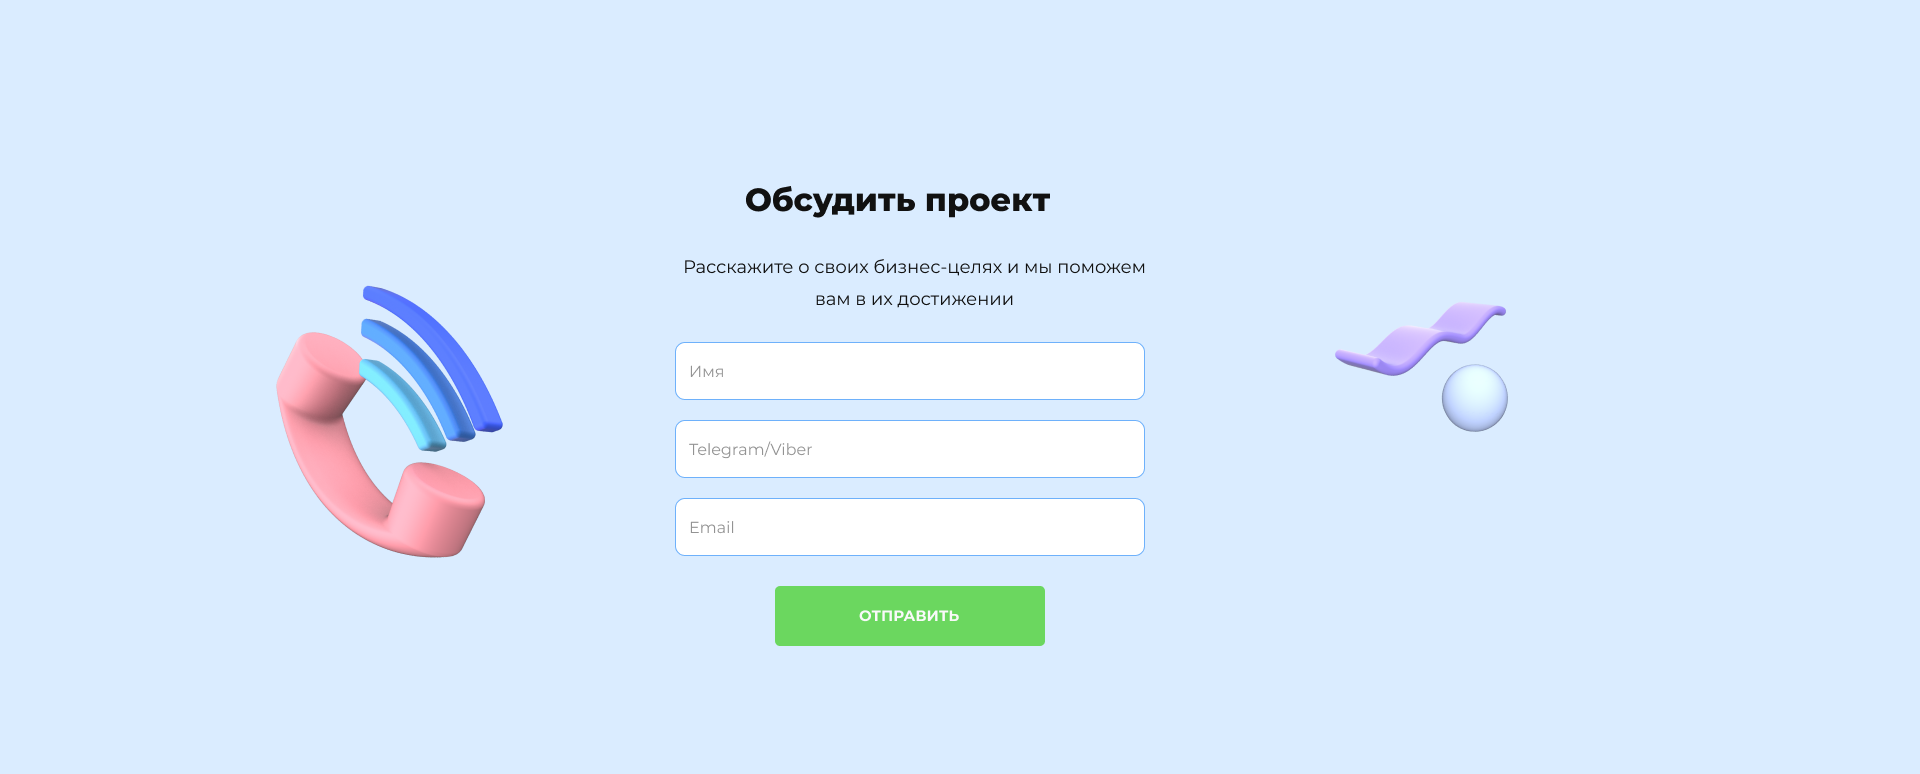 Обсудить проект
Расскажите о своих бизнес-целях и мы поможем
вам в их достижении
Имя
Telegram/Viber
Email
ОТПРАВИТЬ